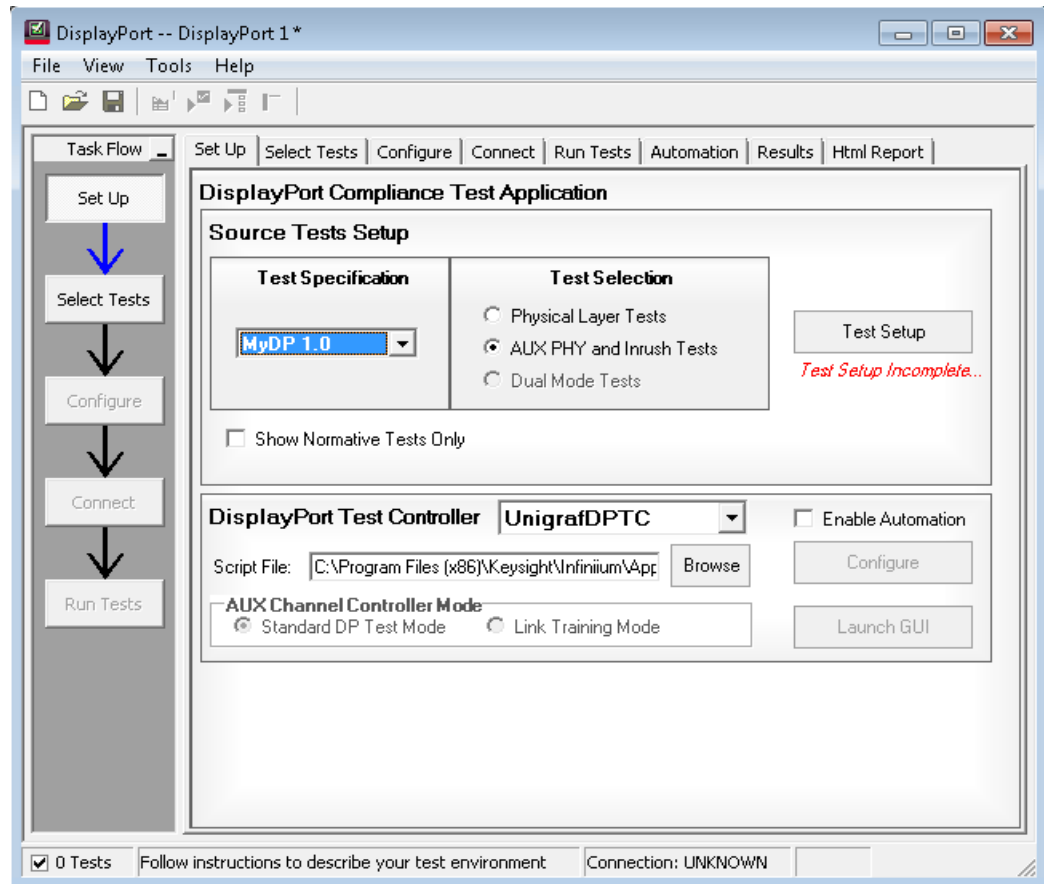 DisplayPort -- DisplayPort 1*
File View Tools Help
Task Flow
Set Up
Select Tests
Configure
Connect
Run Tests
Set Up Select Tests Configure Connect Run Tests Automation Results Html Report
DisplayPort Compliance Test Application
Source Tests Setup
Test Specification
MyDP 1.0
Test Selection
Physical Layer Tests
AUX PHY and Inrush Tests
Dual Mode Tests
Test Setup
Test Setup Incomplete...
Show Normative Tests Only
DisplayPort Test Controller UnigrafDPTC Enable Automation
Script File: C:\Program Files (x86)\Keysight\Infiniium\App Browse Configure
AUX Channel Controller Mode
Standard DP Test Mode Link Training Mode Launch GUI
0 Tests Follow instructions to describe your test environment Connection: UNKNOWN